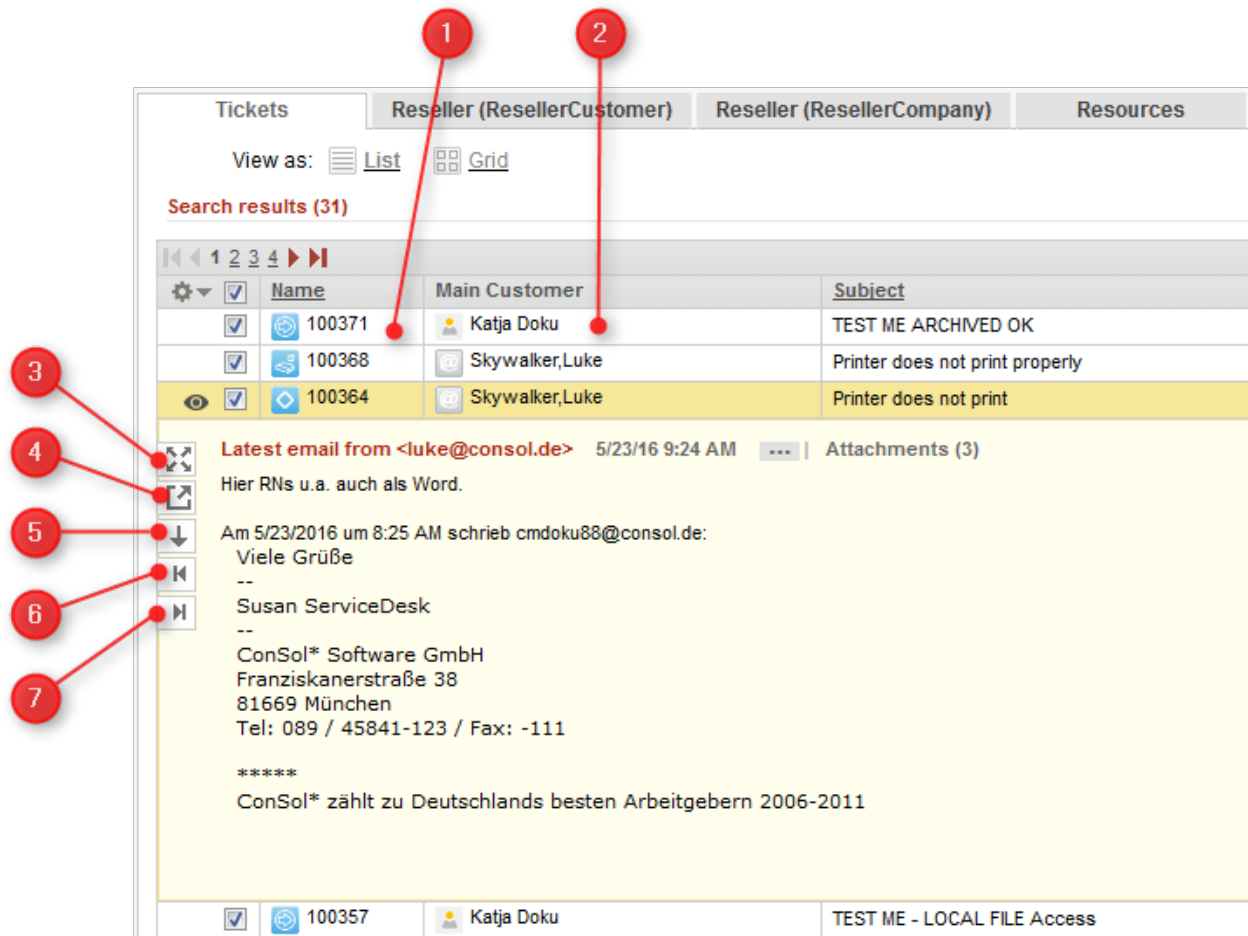 1 2
Tickets Reseller (ResellerCustomer) Reseller (ResellerCompany) Resources
View as: List Grid
Search results (31)
1 2 3 4
Name Main Customer Subject
100371 Katja Doku TEST ME ARCHIVED OK
100368 @ Skywalker,Luke Printer does not print properly
3
100364 @ Skywalker,Luke Printer does not print
4
Latest email from <luke@consol.de> 5/23/16 9:24 AM ... | Attachments (3)
Hier RNs u.a. auch als Word.
5
Am 5/23/2016 um 8:25 AM schrieb cmdoku88@consol.de:
Viele Grüße
--
6
Susan ServiceDesk
--
ConSol* Software GmbH
Franziskanerstraße 38
7
81669 München
Tel: 089 / 45841-123 / Fax: -111
*****
ConSol* zählt zu Deutschlands besten Arbeitgebern 2006-2011
100357 Katja Doku TEST ME - LOCAL FILE Access